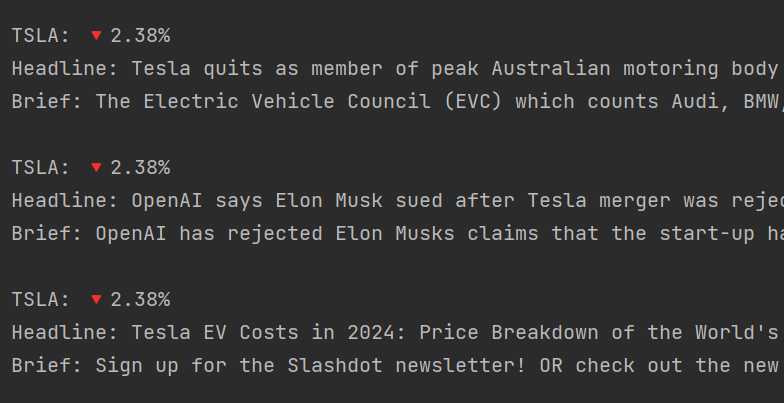 TSLA: 🔻2.38%
Headline: Tesla quits as member of peak Australian motoring body
Brief: The Electric Vehicle Council (EVC) which counts Audi, BMW,
TSLA: 🔻2.38%
Headline: OpenAI says Elon Musk sued after Tesla merger was rejec
Brief: OpenAI has rejected Elon Musks claims that the start-up ha
TSLA: 🔻2.38%
Headline: Tesla EV Costs in 2024: Price Breakdown of the World's
Brief: Sign up for the Slashdot newsletter! OR check out the new